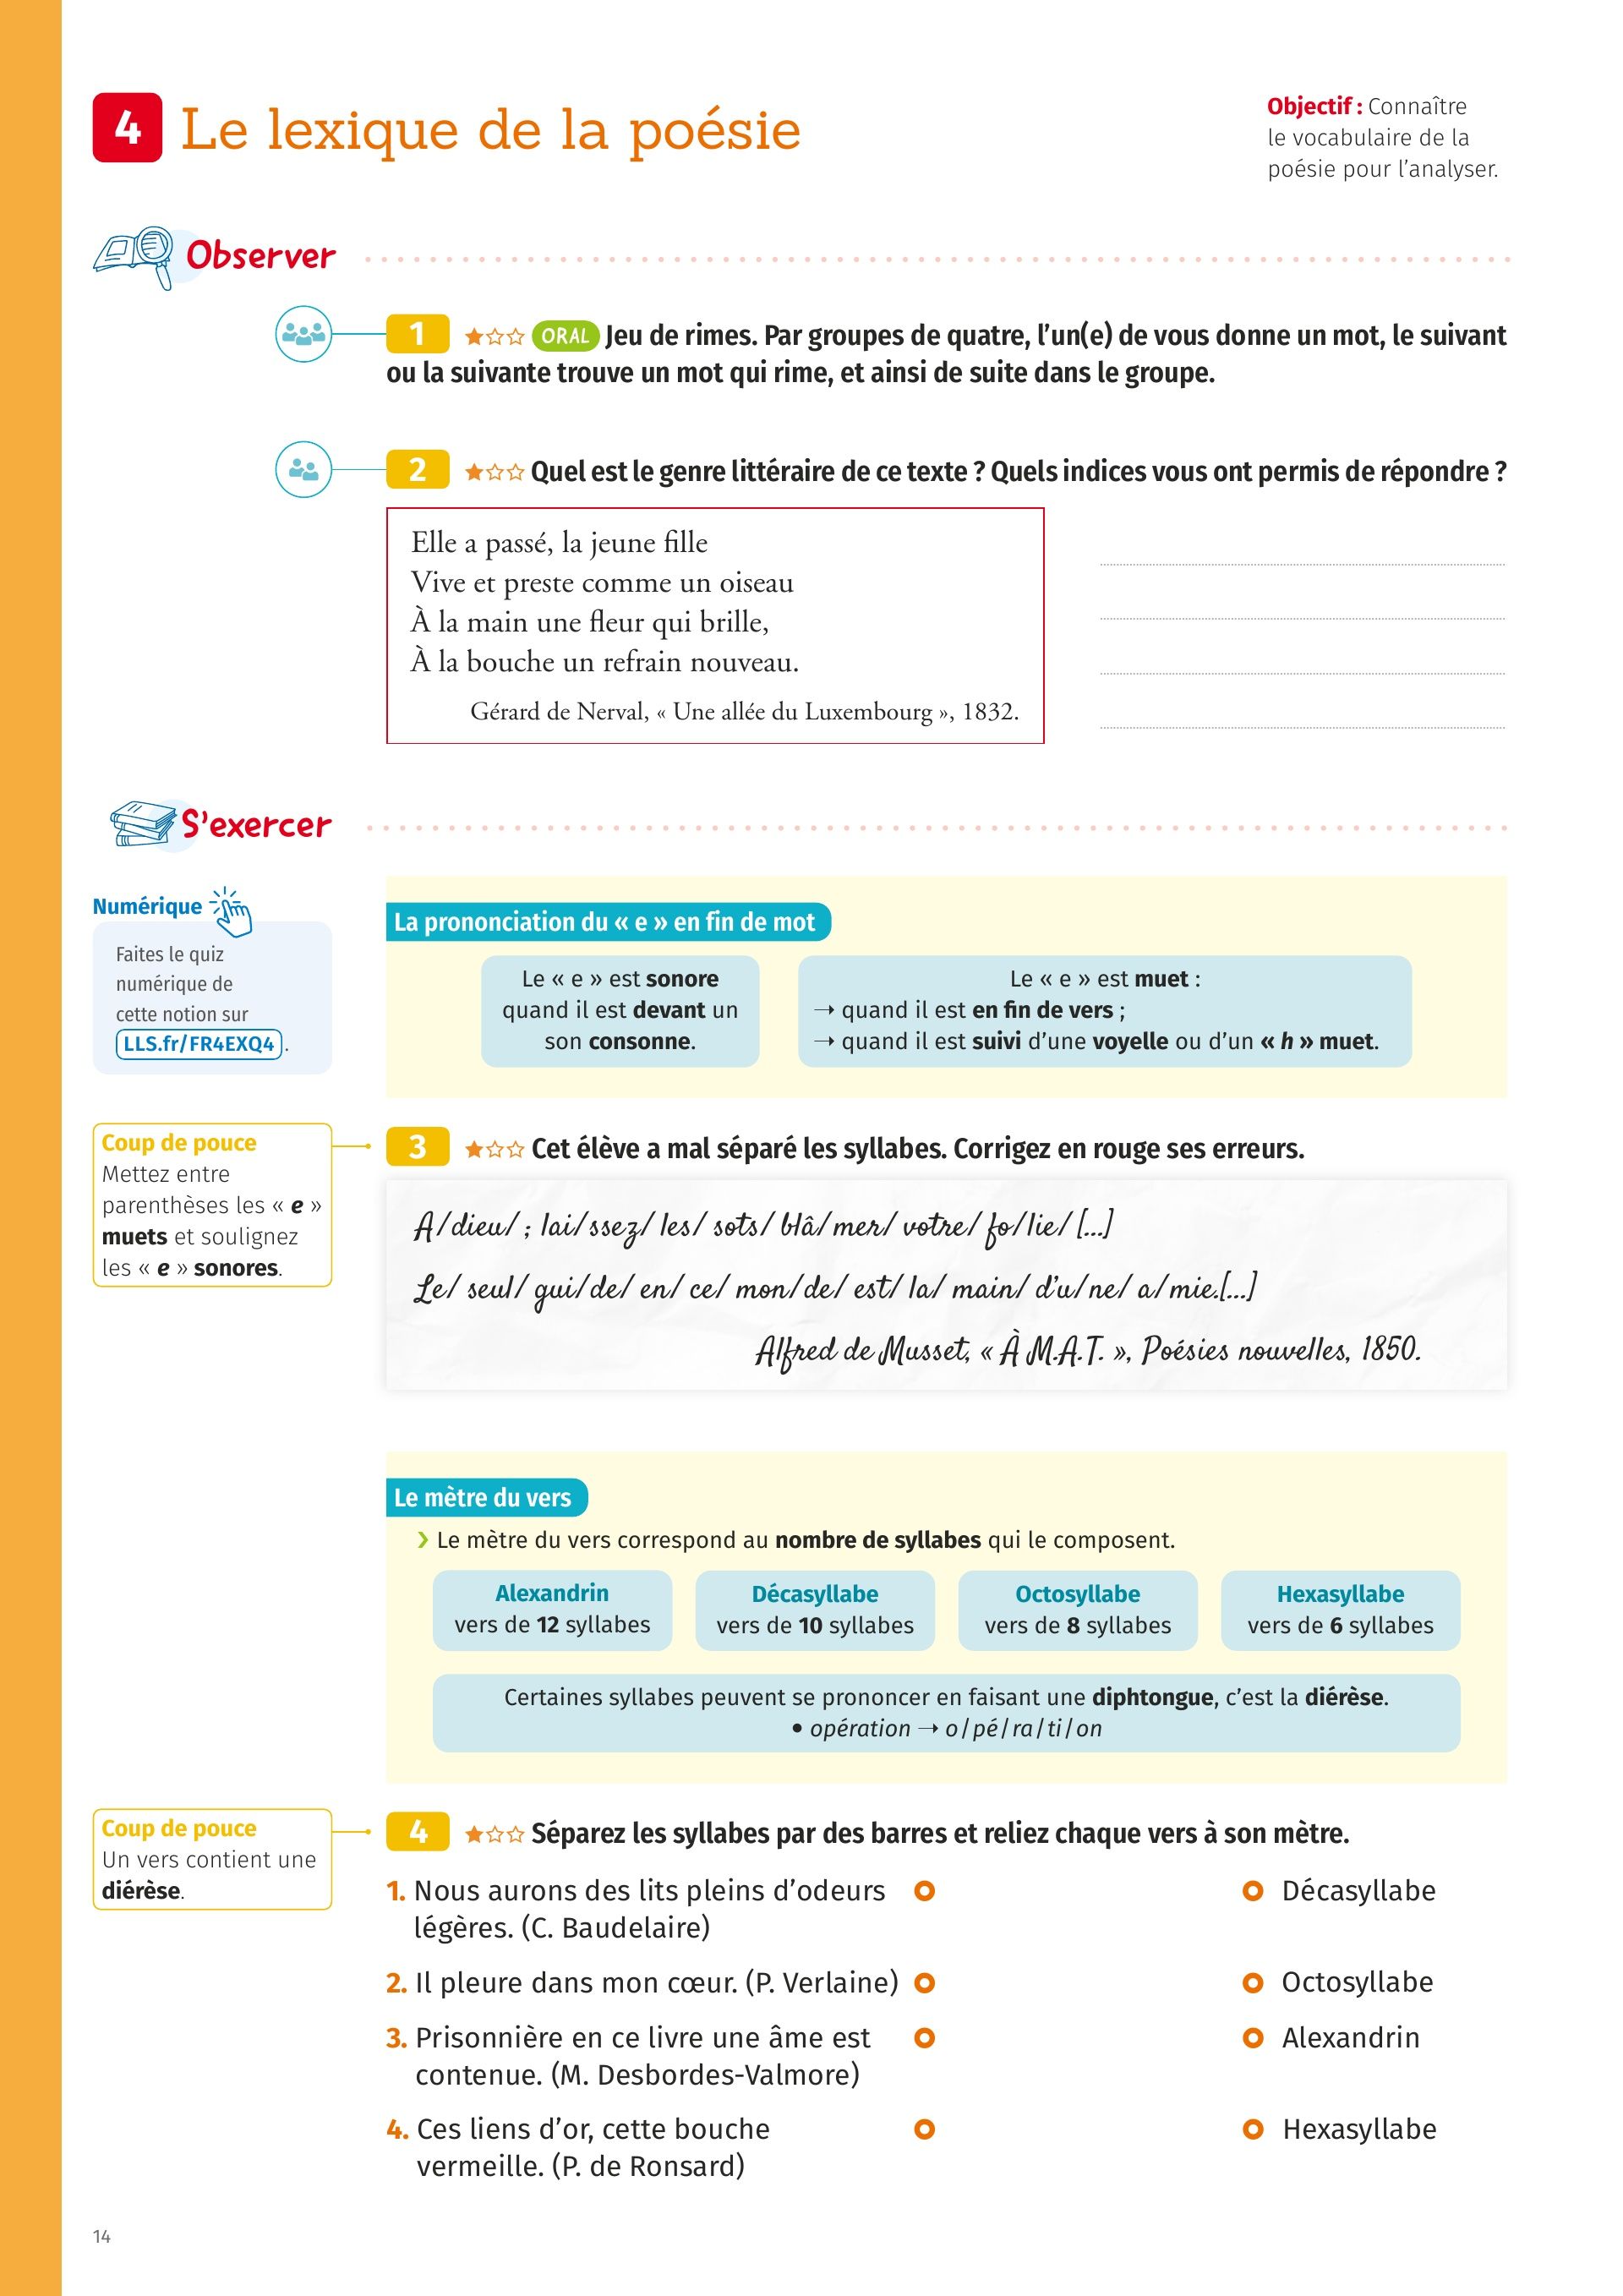 4 Le lexique de la poésie
Objectif : Connaître
le vocabulaire de la
poésie pour l'analyser.
Observer
1 ORAL Jeu de rimes. Par groupes de quatre, l'un(e) de vous donne un mot, le suivant
ou la suivante trouve un mot qui rime, et ainsi de suite dans le groupe.
2 Quel est le genre littéraire de ce texte ? Quels indices vous ont permis de répondre ?
Elle a passé, la jeune fille
Vive et preste comme un oiseau
À la main une fleur qui brille,
À la bouche un refrain nouveau.
Gérard de Nerval, « Une allée du Luxembourg », 1832.
S'exercer
Numérique
Faites le quiz
numérique de
cette notion sur
LLS.fr/FR4EXQ4.
La prononciation du « e » en fin de mot
Le « e » est sonore
quand il est devant un
son consonne.
Le « e » est muet :
→ quand il est en fin de vers ;
→ quand il est suivi d'une voyelle ou d'un « h » muet.
Coup de pouce
Mettez entre
parenthèses les « e »
muets et soulignez
les « e » sonores.
3 Cet élève a mal séparé les syllabes. Corrigez en rouge ses erreurs.
A/dieu/ ; lai/ssez/ les/ sots/ blâ/mer/ votre/ fo/lie/ [...]
Le/ seul/ gui/de/ en/ ce/ mon/de/ est/ la/ main/ d'u/ne/ a/mie.[...]
Alfred de Musset, « À M.A.T. », Poésies nouvelles, 1850.
Le mètre du vers
› Le mètre du vers correspond au nombre de syllabes qui le composent.
Alexandrin
vers de 12 syllabes
Décasyllabe
vers de 10 syllabes
Octosyllabe
vers de 8 syllabes
Hexasyllabe
vers de 6 syllabes
Certaines syllabes peuvent se prononcer en faisant une diphtongue, c'est la diérèse.
• opération → o/pé/ra/ti/on
Coup de pouce
Un vers contient une
diérèse.
4 Séparez les syllabes par des barres et reliez chaque vers à son mètre.
1. Nous aurons des lits pleins d'odeurs
légères. (C. Baudelaire)
Décasyllabe
2. Il pleure dans mon cœur. (P. Verlaine)
Octosyllabe
3. Prisonnière en ce livre une âme est
contenue. (M. Desbordes-Valmore)
Alexandrin
4. Ces liens d'or, cette bouche
vermeille. (P. de Ronsard)
Hexasyllabe
14